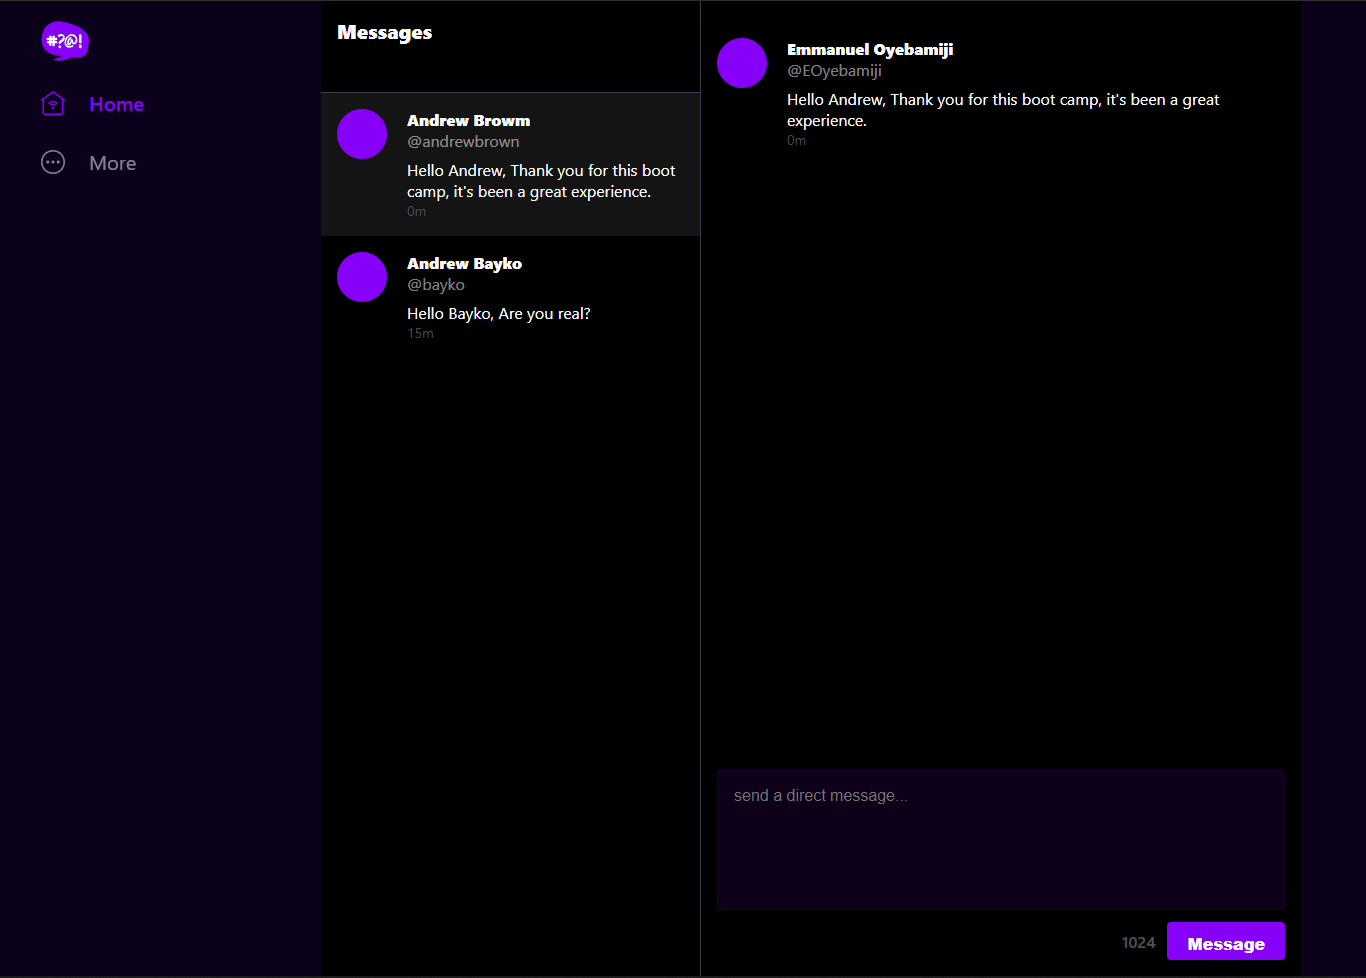 #?@!
Home
More
Messages
Andrew Browm
@andrewbrown
Hello Andrew, Thank you for this boot
camp, it's been a great experience.
0m
Andrew Bayko
@bayko
Hello Bayko, Are you real?
15m
Emmanuel Oyebamiji
@EOyebamiji
Hello Andrew, Thank you for this boot camp, it's been a great
experience.
0m
send a direct message...
1024
Message